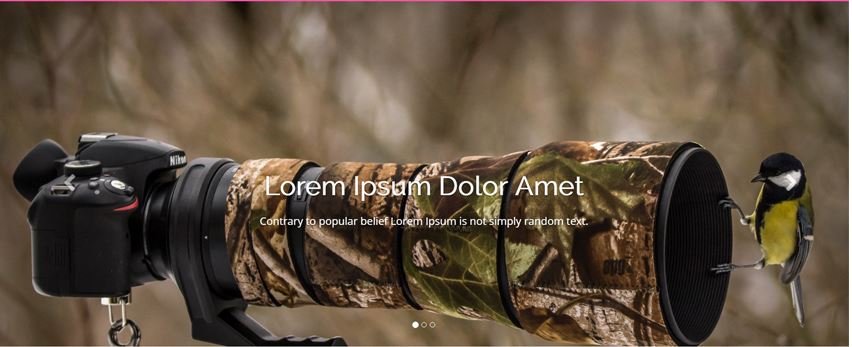 Nikon
Lorem Ipsum Dolor Amet
Contrary to popular belief Lorem Ipsum is not simply random text.